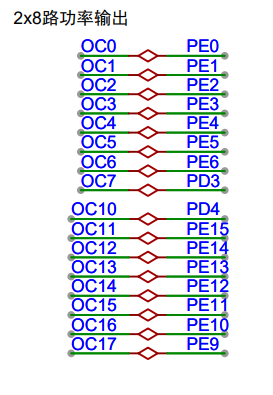 2x8路功率输出
OC0 PE0
OC1 PE1
OC2 PE2
OC3 PE3
OC4 PE4
OC5 PE5
OC6 PE6
OC7 PD3
OC10 PD4
OC11 PE15
OC12 PE14
OC13 PE13
OC14 PE12
OC15 PE11
OC16 PE10
OC17 PE9